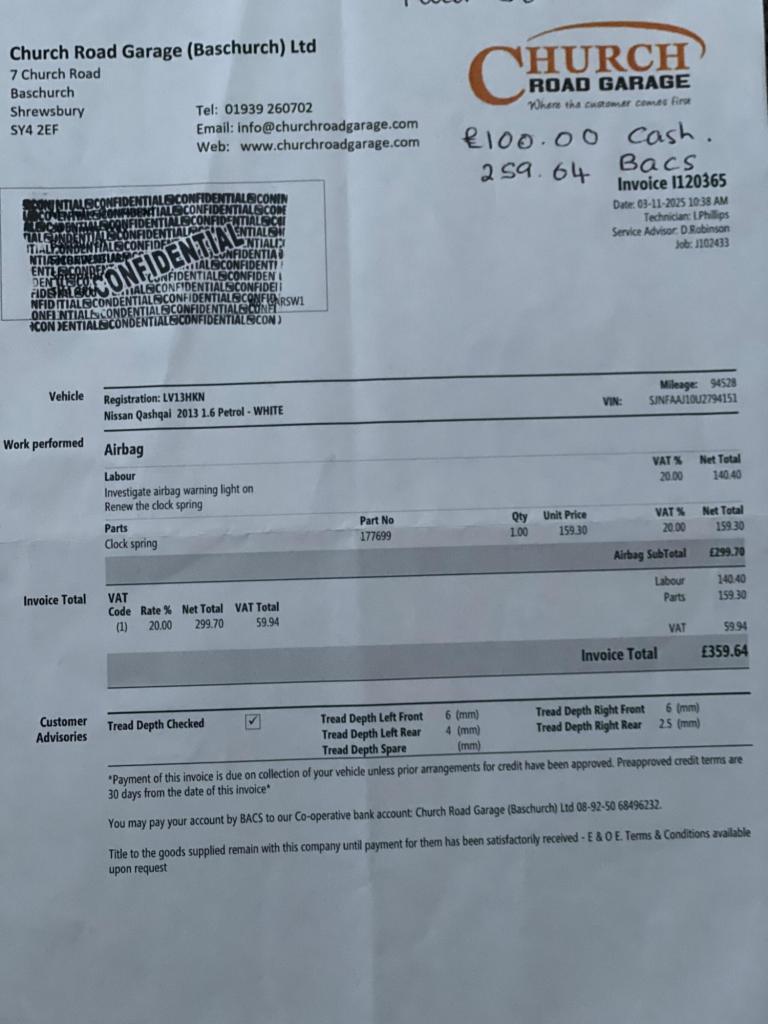 Church Road Garage (Baschurch) Ltd
7 Church Road
Baschurch
Shrewsbury
SY4 2EF
Tel: 01939 260702
Email: info@churchroadgarage.com
Web: www.churchroadgarage.com
CHURCH
ROAD GARAGE
Where the customer comes first
£100.00 Cash.
259.64 Bacs
Invoice I120365
Date: 03-11-2025 10:38 AM
Technician: I.Phillips
Service Advisor: D.Robinson
Job: J102433
CONFIDENTIAL
RSW1
Vehicle
Registration: LV13HKN
Nissan Qashqai 2013 1.6 Petrol - WHITE
Mileage: 94528
VIN: SJNFAAJ10U2794151
Work performed
Airbag
Labour VAT % Net Total
Investigate airbag warning light on 20.00 140.40
Renew the clock spring
Parts Part No Qty Unit Price VAT % Net Total
Clock spring 177699 1.00 159.30 20.00 159.30
Airbag SubTotal £299.70
Invoice Total
VAT
Code Rate % Net Total VAT Total
(1) 20.00 299.70 59.94
Labour 140.40
Parts 159.30
VAT 59.94
Invoice Total £359.64
Customer
Advisories
Tread Depth Checked ✓
Tread Depth Left Front 6 (mm)
Tread Depth Left Rear 4 (mm)
Tread Depth Spare (mm)
Tread Depth Right Front 6 (mm)
Tread Depth Right Rear 2.5 (mm)
*Payment of this invoice is due on collection of your vehicle unless prior arrangements for credit have been approved. Preapproved credit terms are
30 days from the date of this invoice*
You may pay your account by BACS to our Co-operative bank account: Church Road Garage (Baschurch) Ltd 08-92-50 68496232.
Title to the goods supplied remain with this company until payment for them has been satisfactorily received - E & O E. Terms & Conditions available
upon request